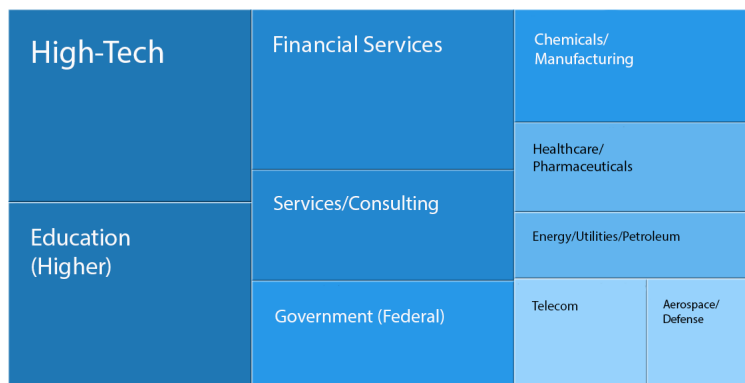 High-Tech
Education
(Higher)
Financial Services
Services/Consulting
Government (Federal)
Chemicals/
Manufacturing
Healthcare/
Pharmaceuticals
Energy/Utilities/Petroleum
Telecom
Aerospace/
Defense